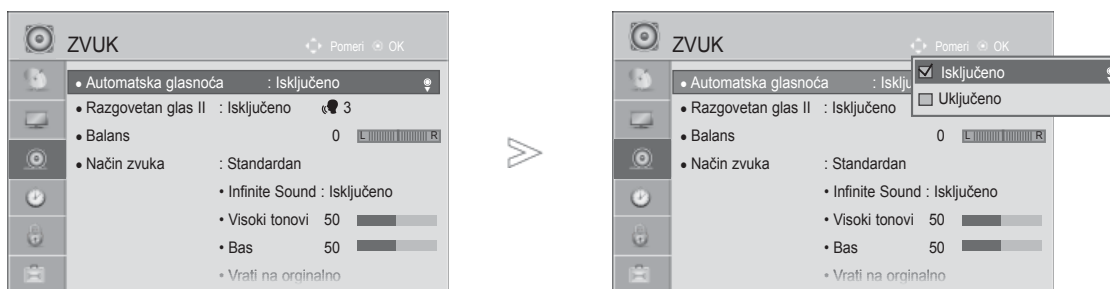 ZVUK
Pomeri OK
• Automatska glasnoća : Isključeno
• Razgovetan glas II : Isključeno 3
• Balans 0 L R
• Način zvuka : Standardan
• Infinite Sound : Isključeno
• Visoki tonovi 50
• Bas 50
• Vrati na orginalno
ZVUK
Pomeri OK
• Automatska glasnoća : Isklju
Isključeno
Uključeno
• Razgovetan glas II : Isključeno
• Balans 0 L R
• Način zvuka : Standardan
• Infinite Sound : Isključeno
• Visoki tonovi 50
• Bas 50
• Vrati na orginalno